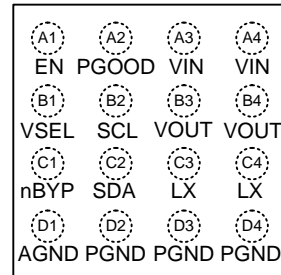 A1 A2 A3 A4
EN PGOOD VIN VIN
B1 B2 B3 B4
VSEL SCL VOUT VOUT
C1 C2 C3 C4
nBYP SDA LX LX
D1 D2 D3 D4
AGND PGND PGND PGND